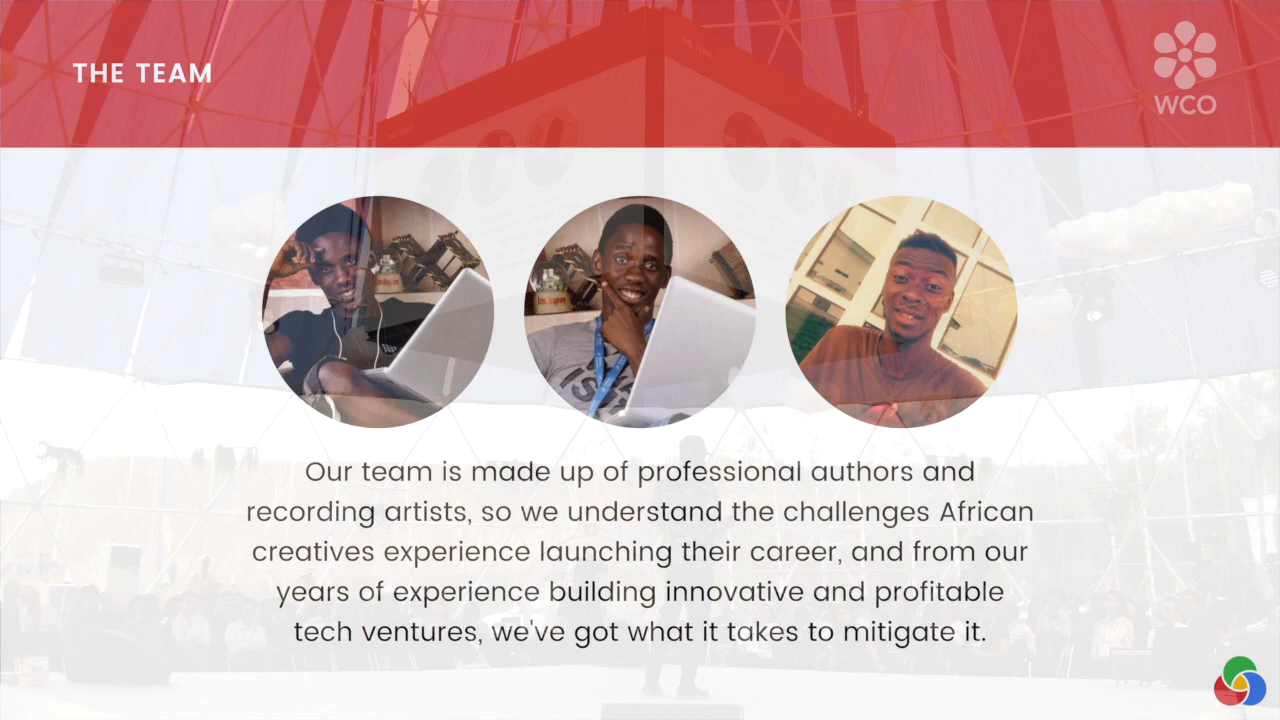 THE TEAM
WCO
Our team is made up of professional authors and
recording artists, so we understand the challenges African
creatives experience launching their career, and from our
years of experience building innovative and profitable
tech ventures, we've got what it takes to mitigate it.